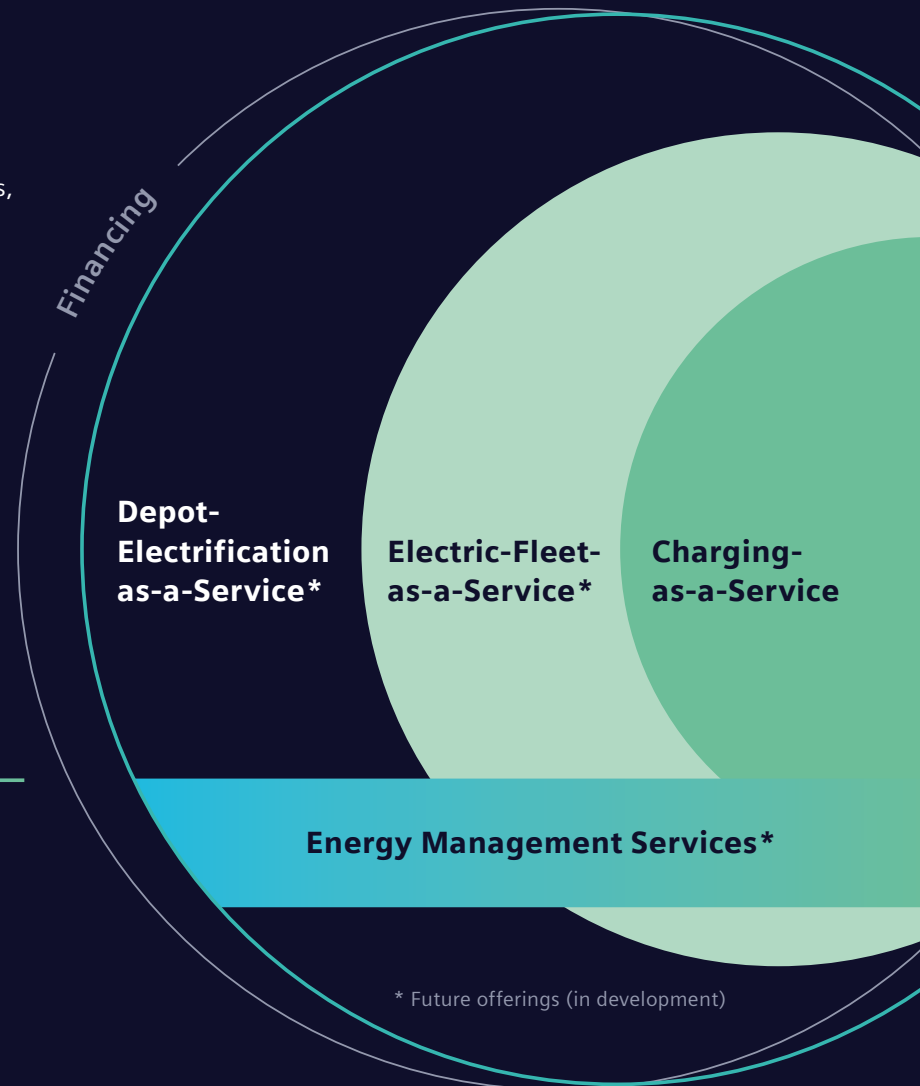 s,
Financing
Depot-
Electrification
as-a-Service*
Electric-Fleet-
as-a-Service*
Charging-
as-a-Service
Energy Management Services*
* Future offerings (in development)